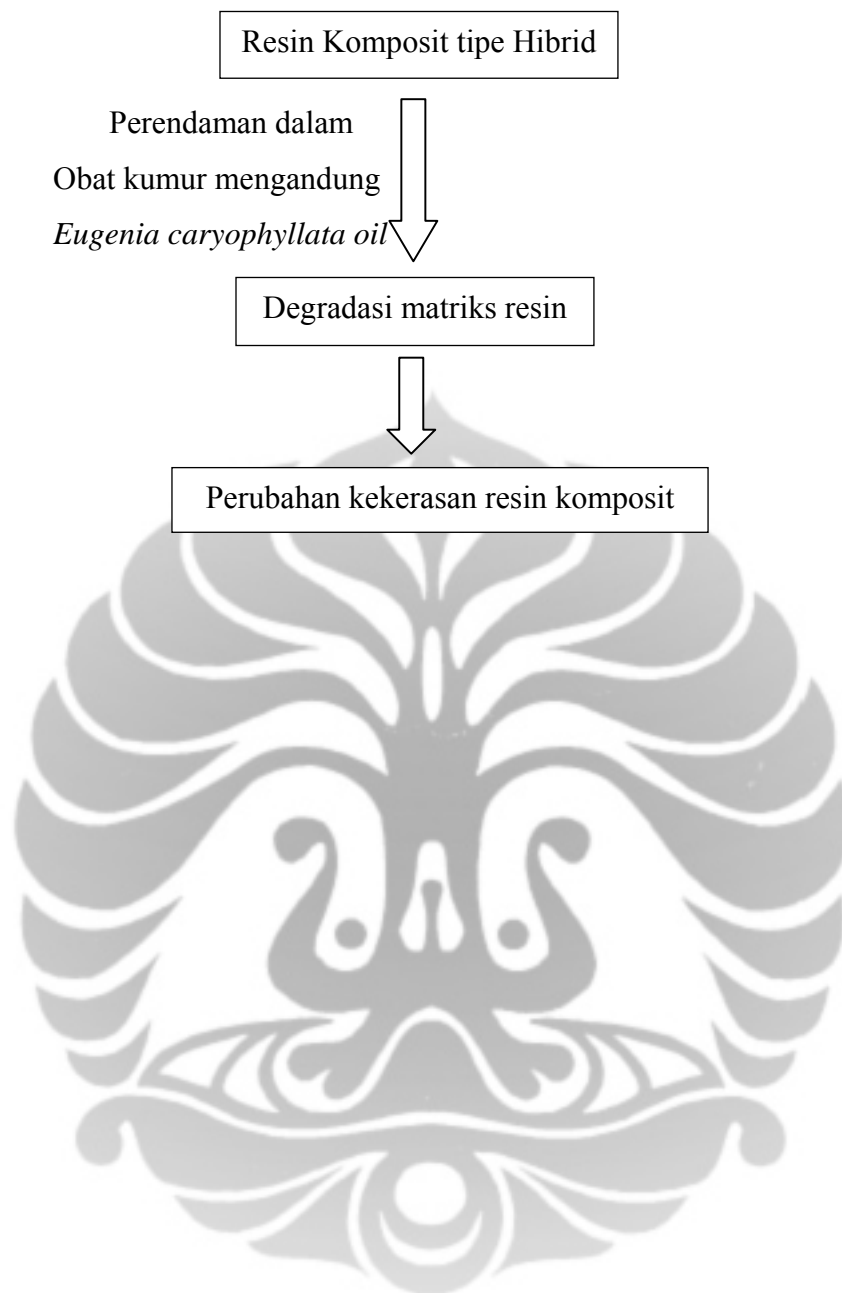 Resin Komposit tipe Hibrid
Perendaman dalam
Obat kumur mengandung
Eugenia caryophyllata oil
Degradasi matriks resin
Perubahan kekerasan resin komposit